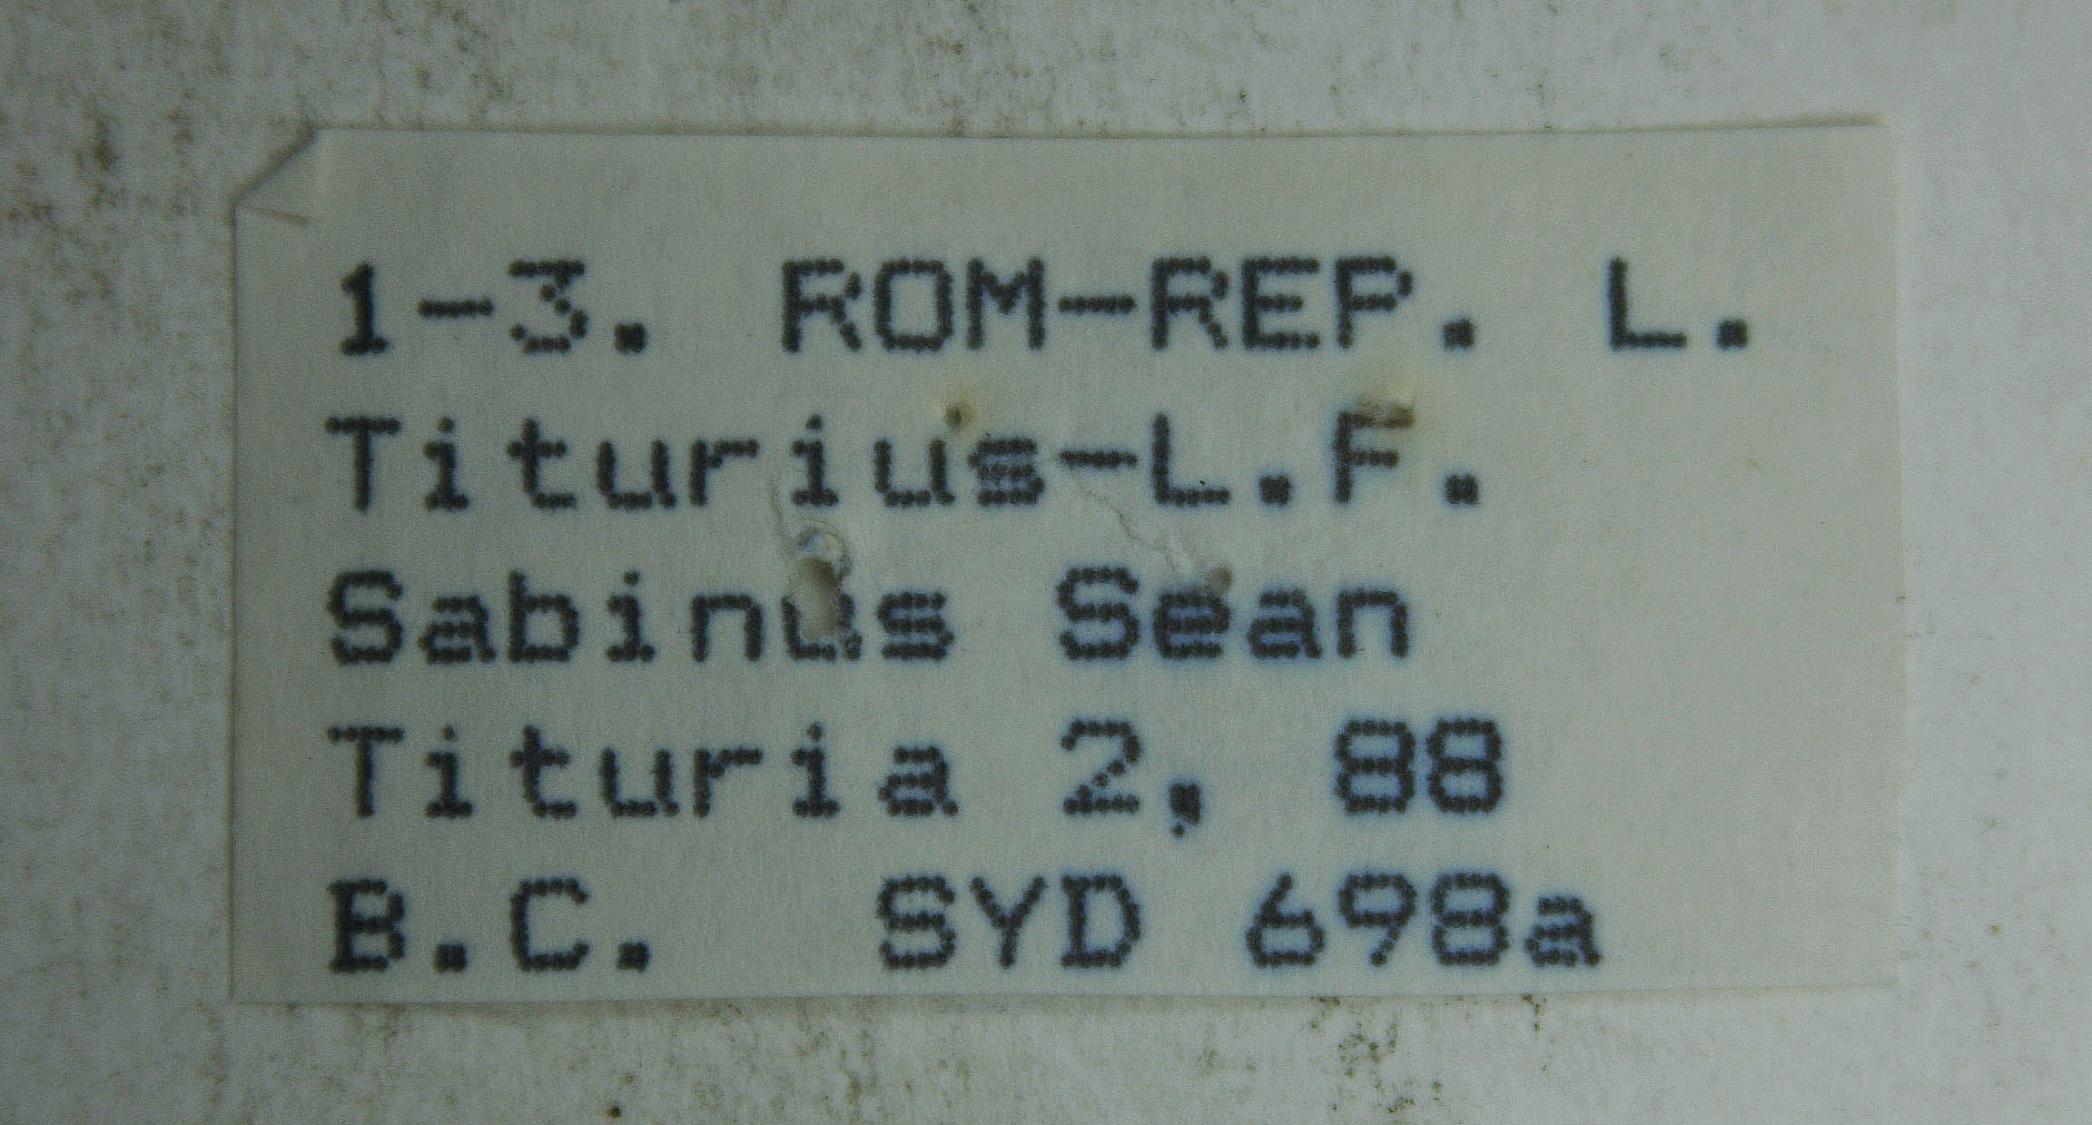 1-3. ROM-REP. L.
Titurius-L.F.
Sabinus Sean
Tituria 2, 88
B.C. SYD 698a